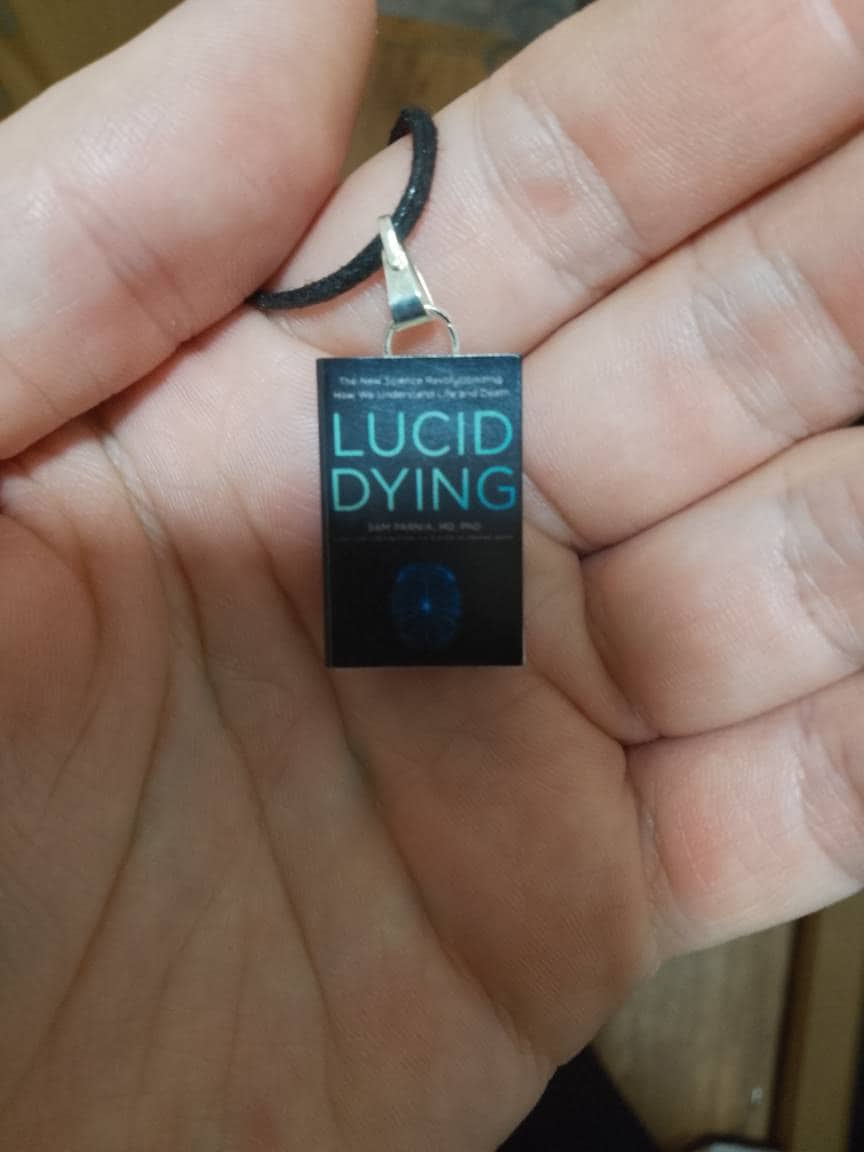 The New Science Revolutionizing
How We Understand Life and Death
LUCID
DYING
SAM PARNIA, MD, PhD